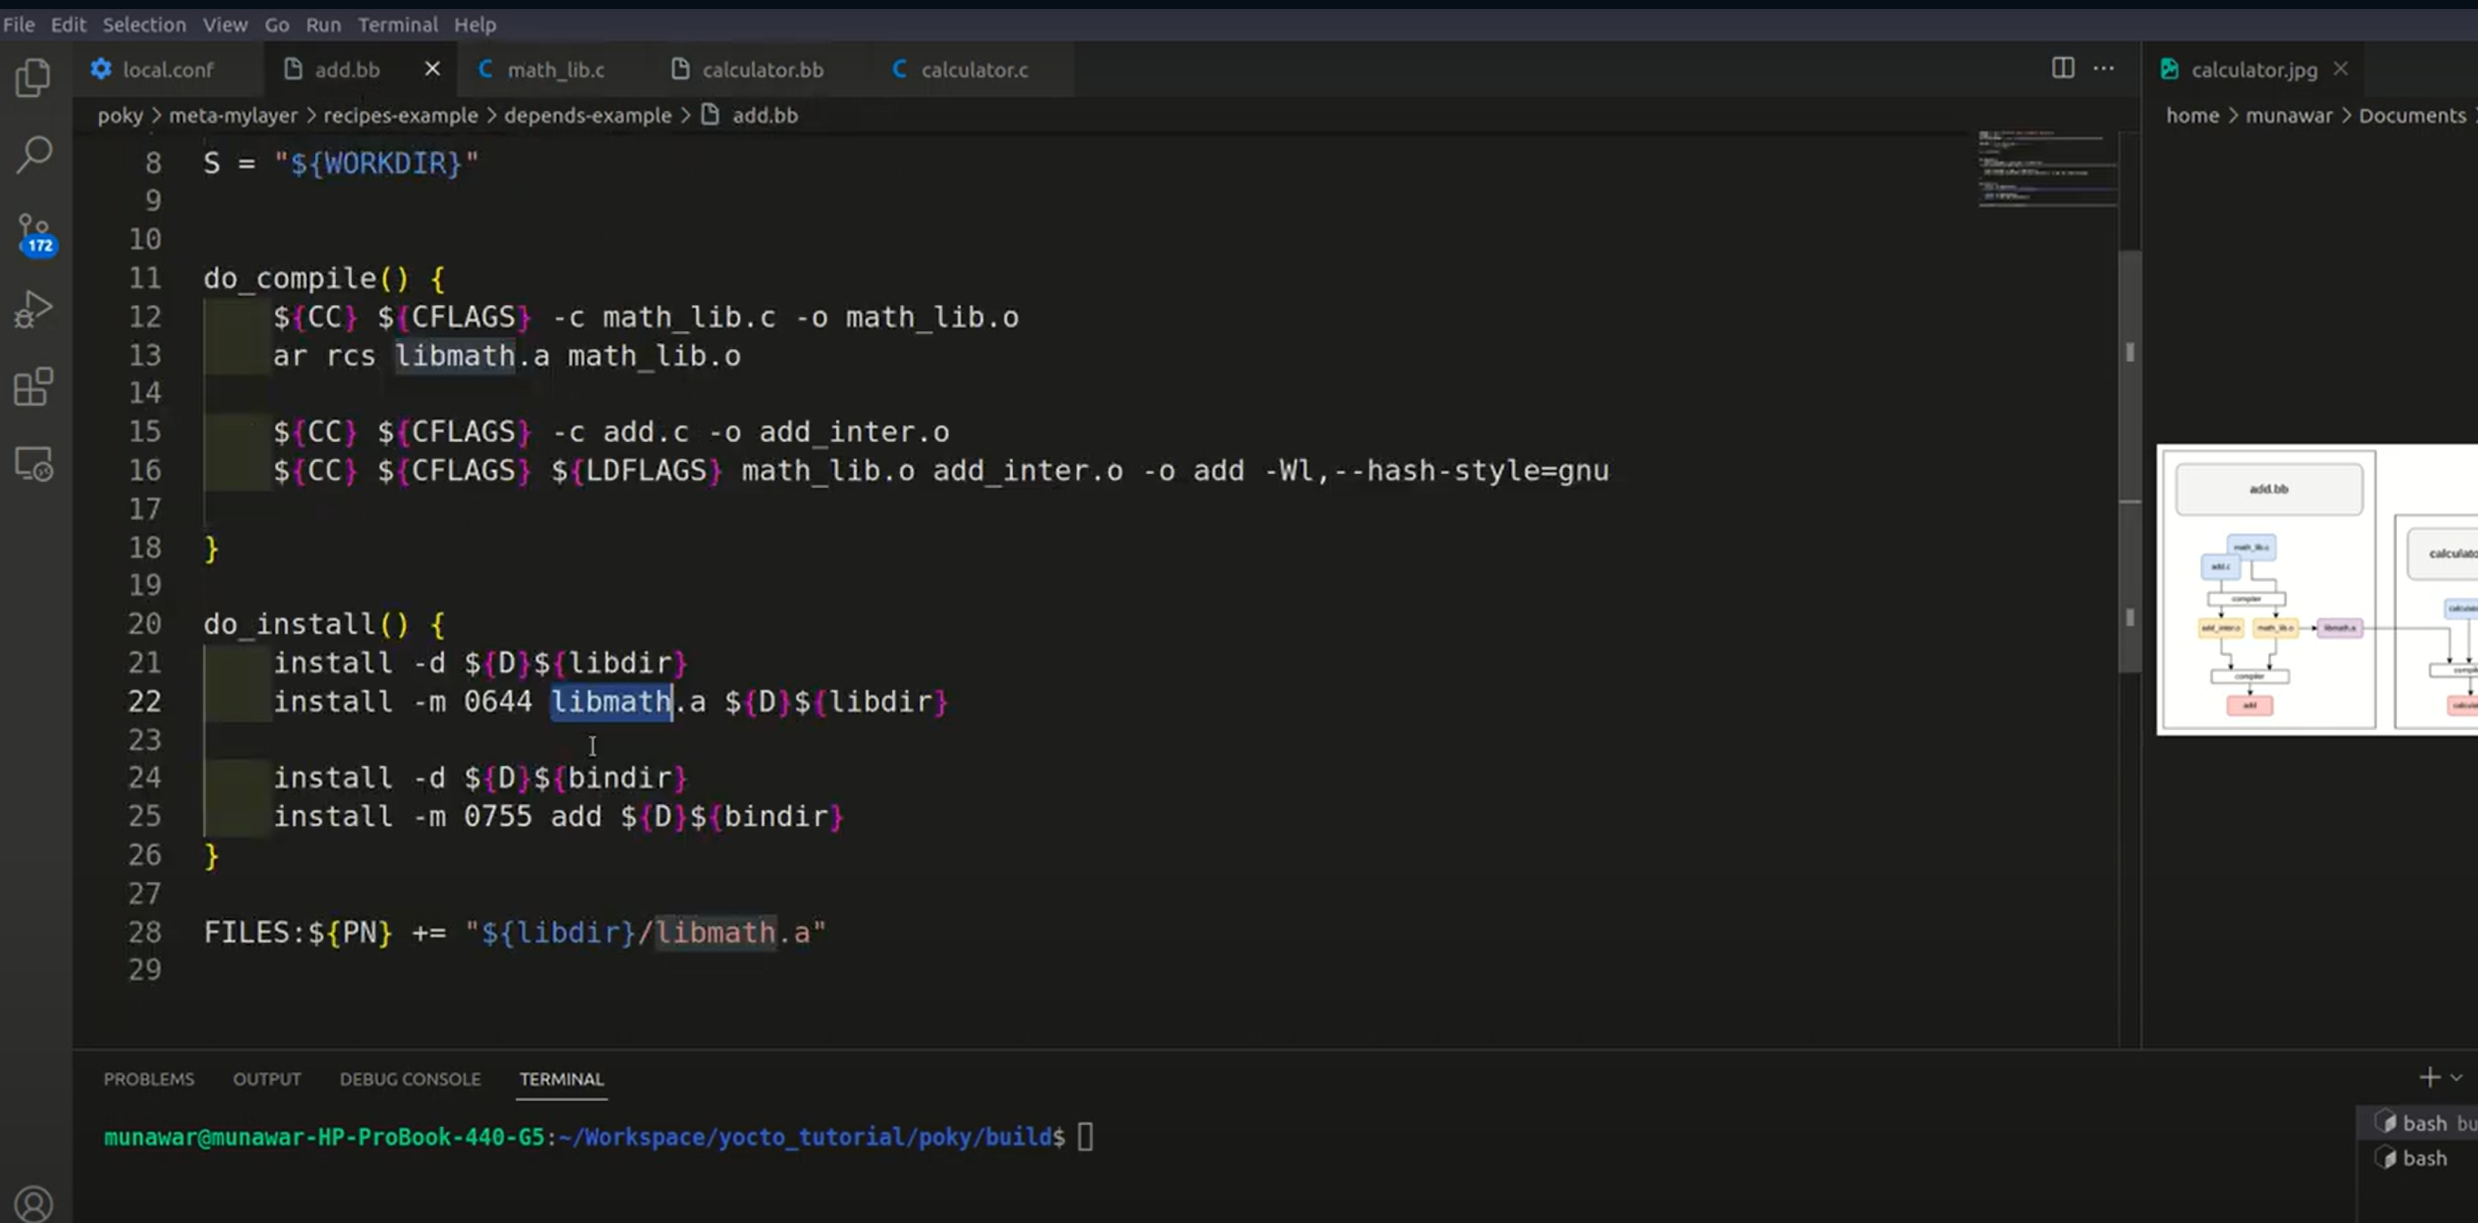 File Edit Selection View Go Run Terminal Help
local.conf add.bb math_lib.c calculator.bb calculator.c
calculator.jpg
poky > meta-mylayer > recipes-example > depends-example > add.bb
home > munawar > Documents
172
8 S = "${WORKDIR}"
9
10
11 do_compile() {
12 ${CC} ${CFLAGS} -c math_lib.c -o math_lib.o
13 ar rcs libmath.a math_lib.o
14
15 ${CC} ${CFLAGS} -c add.c -o add_inter.o
16 ${CC} ${CFLAGS} ${LDFLAGS} math_lib.o add_inter.o -o add -Wl,--hash-style=gnu
17
18 }
19
20 do_install() {
21 install -d ${D}${libdir}
22 install -m 0644 libmath.a ${D}${libdir}
23
24 install -d ${D}${bindir}
25 install -m 0755 add ${D}${bindir}
26 }
27
28 FILES:${PN} += "${libdir}/libmath.a"
29
add.bb
math_lib.c
add.c
compiler
add_inter.o math_lib.o libmath.a
compiler
add
PROBLEMS OUTPUT DEBUG CONSOLE TERMINAL
munawar@munawar-HP-ProBook-440-G5:~/Workspace/yocto_tutorial/poky/build$
bash bu
bash